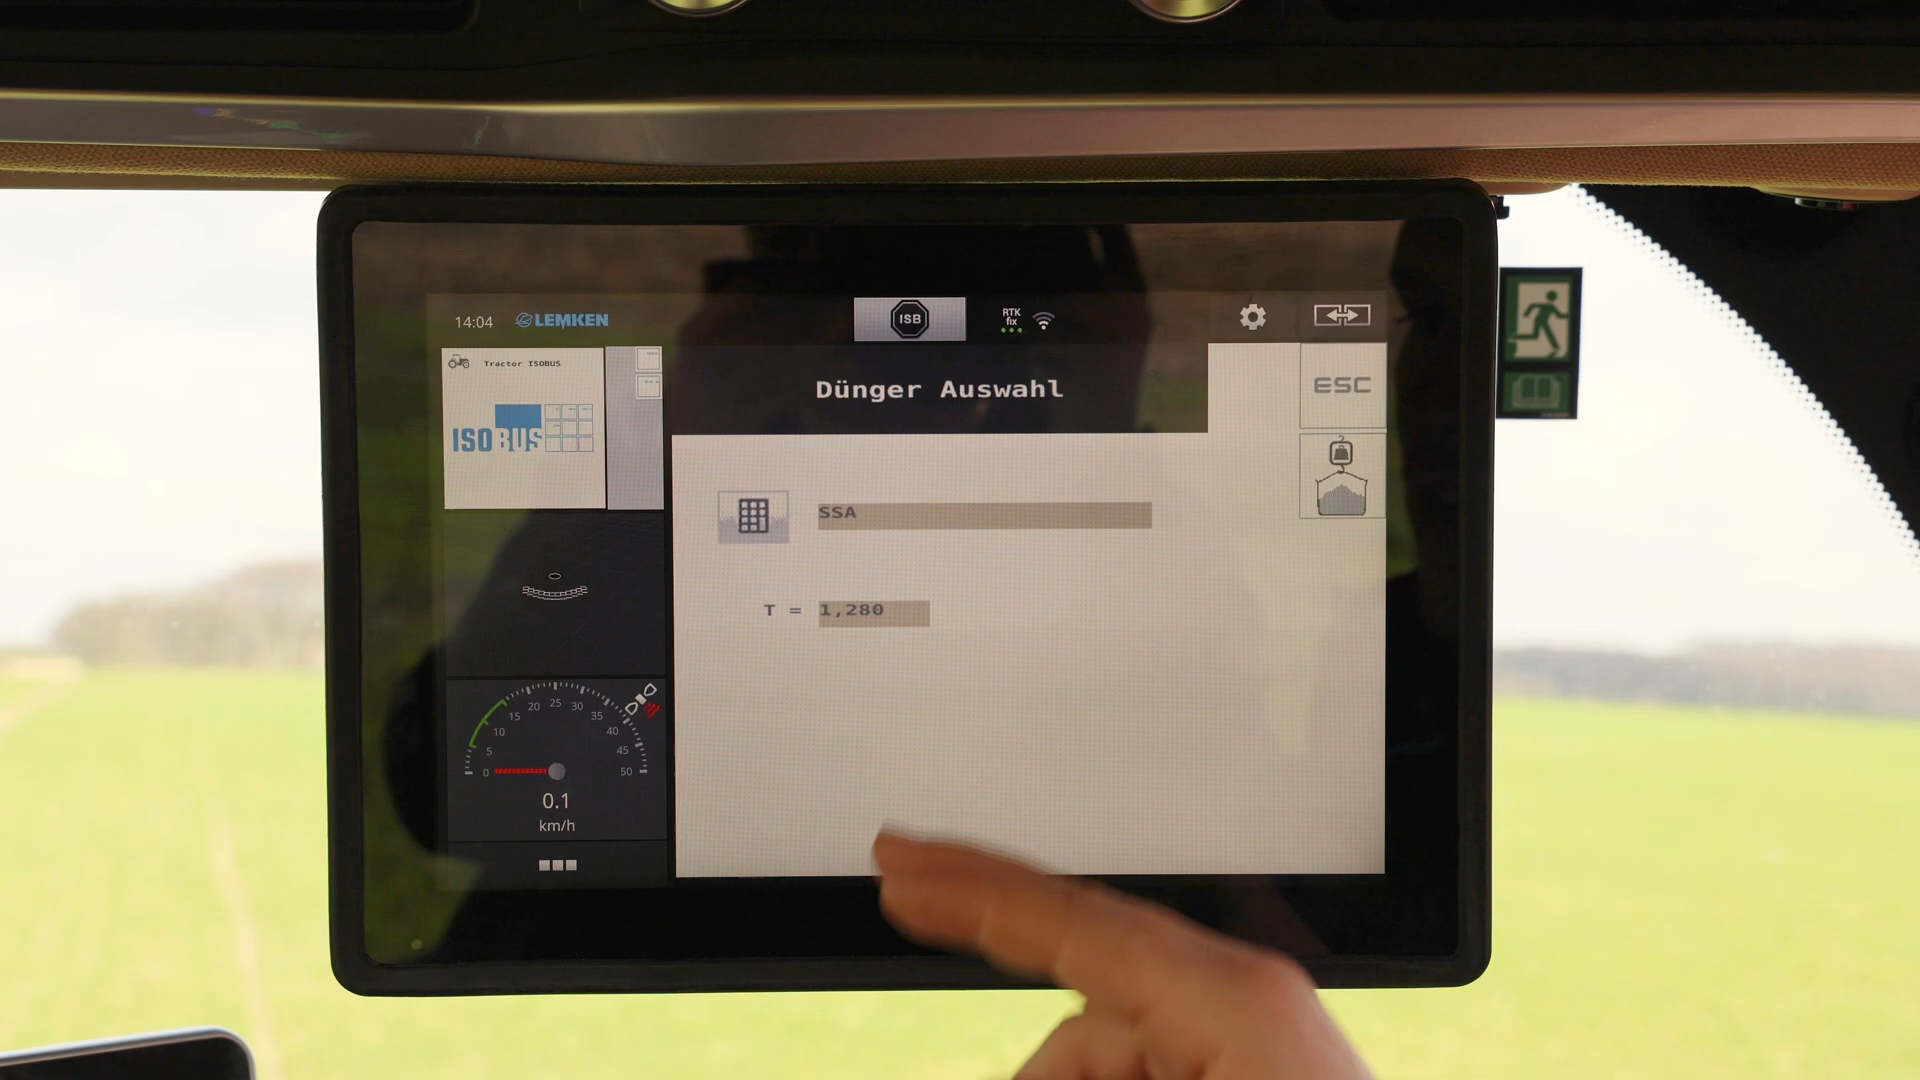 14:04
LEMKEN
ISB
RTK
fix
Tractor ISOBUS
ISOBUS
Dünger Auswahl
ESC
SSA
T = 1,280
0
5
10
15
20
25
30
35
40
45
50
0.1
km/h